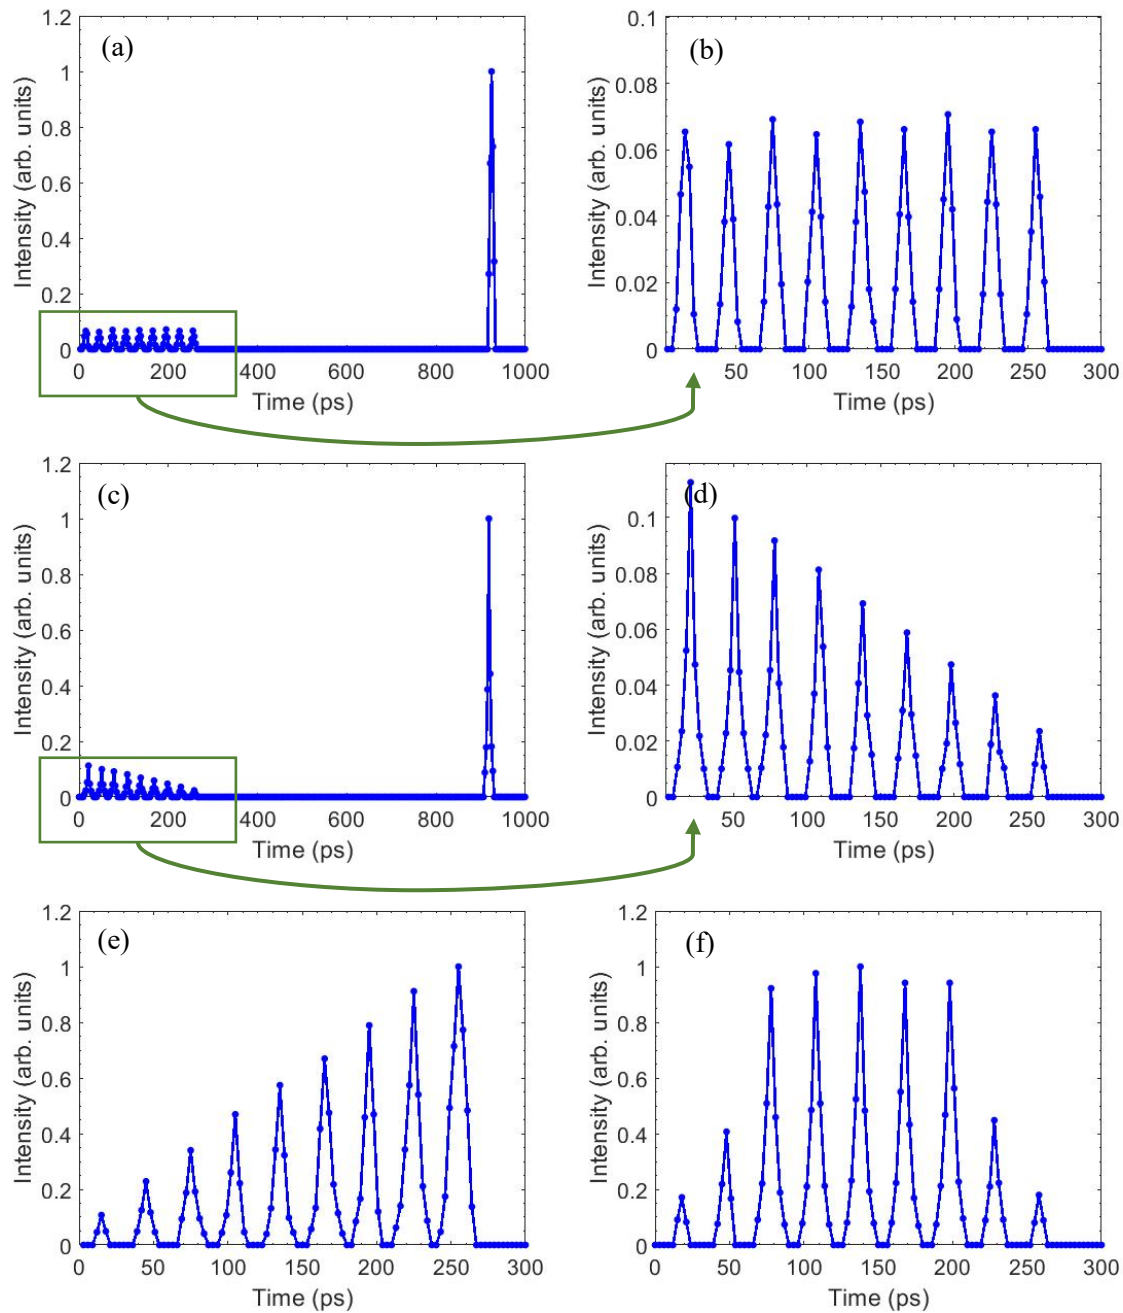 (a)
1.2
1
0.8
0.6
0.4
0.2
0
0 200 400 600 800 1000
Time (ps)
Intensity (arb. units)
(b)
0.1
0.08
0.06
0.04
0.02
0
50 100 150 200 250 300
Time (ps)
Intensity (arb. units)
(c)
1.2
1
0.8
0.6
0.4
0.2
0
0 200 400 600 800 1000
Time (ps)
Intensity (arb. units)
(d)
0.1
0.08
0.06
0.04
0.02
0
50 100 150 200 250 300
Time (ps)
Intensity (arb. units)
(e)
1.2
1
0.8
0.6
0.4
0.2
0
0 50 100 150 200 250 300
Time (ps)
Intensity (arb. units)
(f)
1.2
1
0.8
0.6
0.4
0.2
0
0 50 100 150 200 250 300
Time (ps)
Intensity (arb. units)